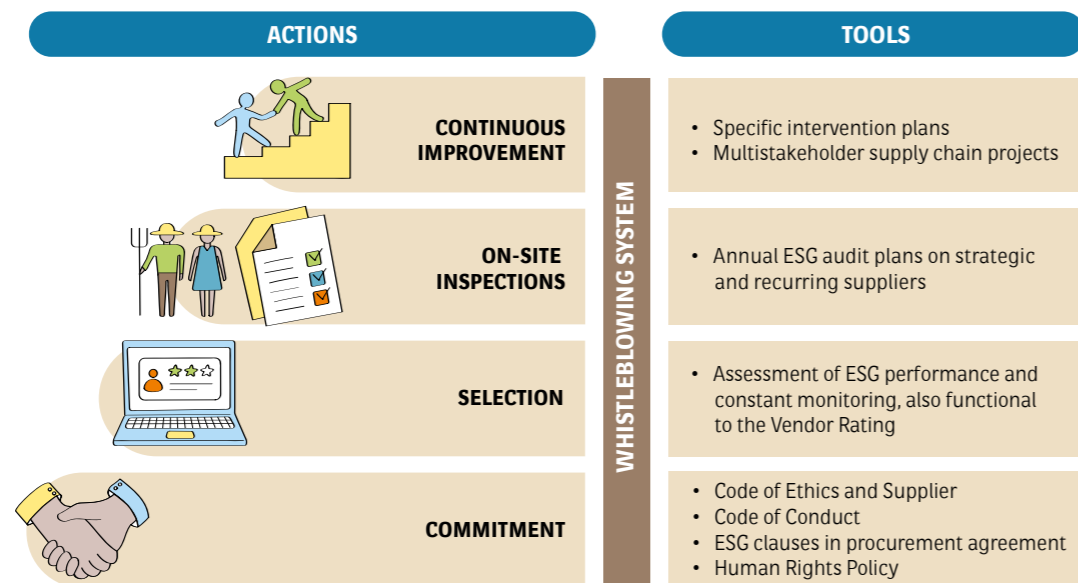 ACTIONS
TOOLS
CONTINUOUS
IMPROVEMENT
• Specific intervention plans
• Multistakeholder supply chain projects
ON-SITE
INSPECTIONS
• Annual ESG audit plans on strategic
and recurring suppliers
SELECTION
• Assessment of ESG performance and
constant monitoring, also functional
to the Vendor Rating
COMMITMENT
• Code of Ethics and Supplier
• Code of Conduct
• ESG clauses in procurement agreement
• Human Rights Policy
WHISTLEBLOWING SYSTEM